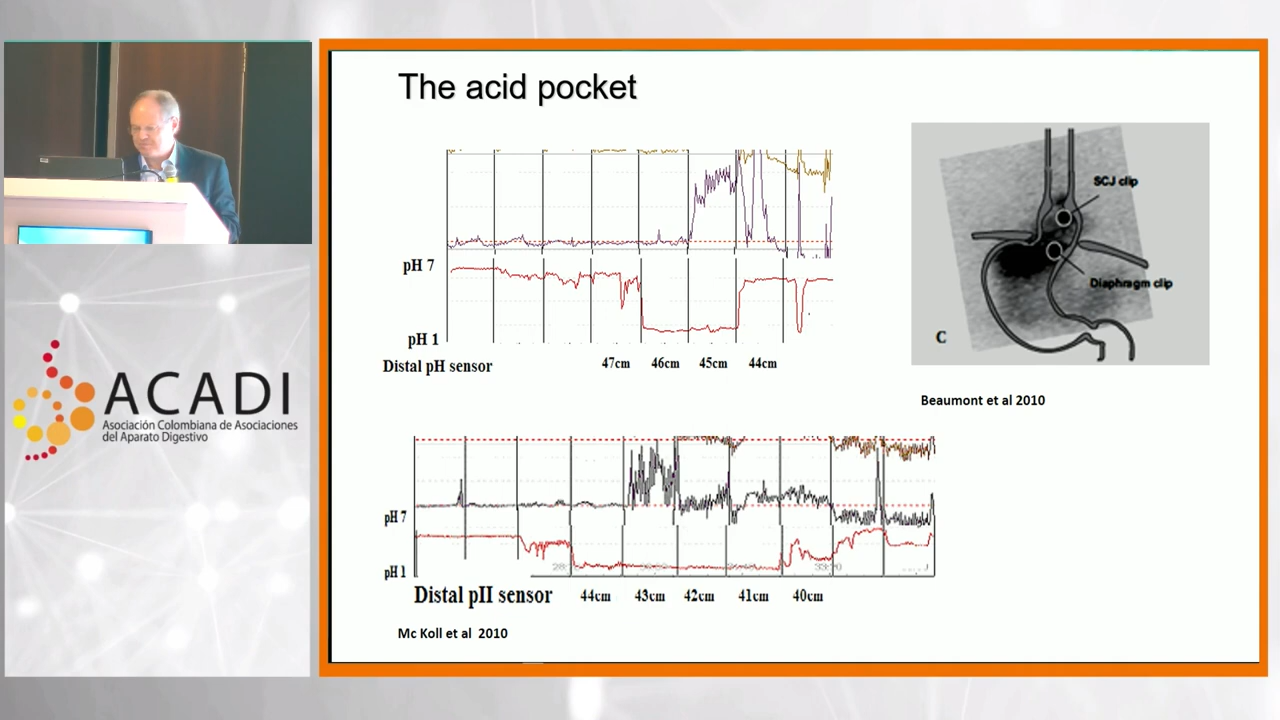 The acid pocket
pH 7
pH 1
Distal pH sensor
47cm
46cm
45cm
44cm
SCJ clip
Diaphragm clip
C
Beaumont et al 2010
pH 7
pH 1
Distal pH sensor
44cm
43cm
42cm
41cm
40cm
Mc Koll et al 2010
ACADI
Asociación Colombiana de Asociaciones
del Aparato Digestivo